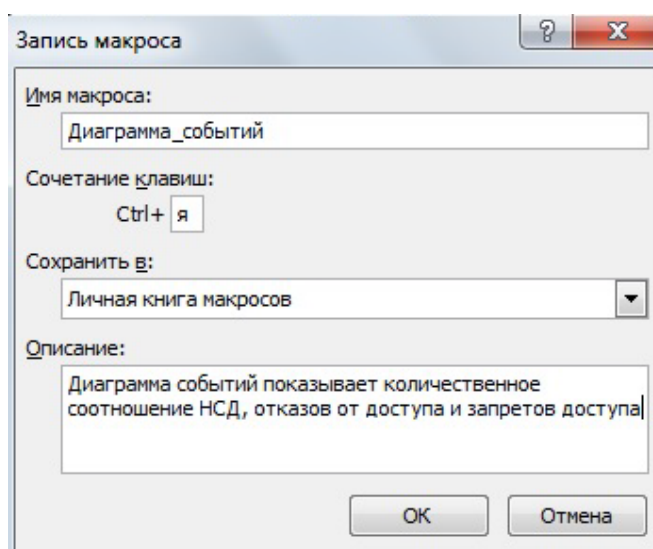 Запись макроса
Имя макроса:
Диаграмма_событий
Сочетание клавиш:
Ctrl+ я
Сохранить в:
Личная книга макросов
Описание:
Диаграмма событий показывает количественное
соотношение НСД, отказов от доступа и запретов доступа
ОК Отмена